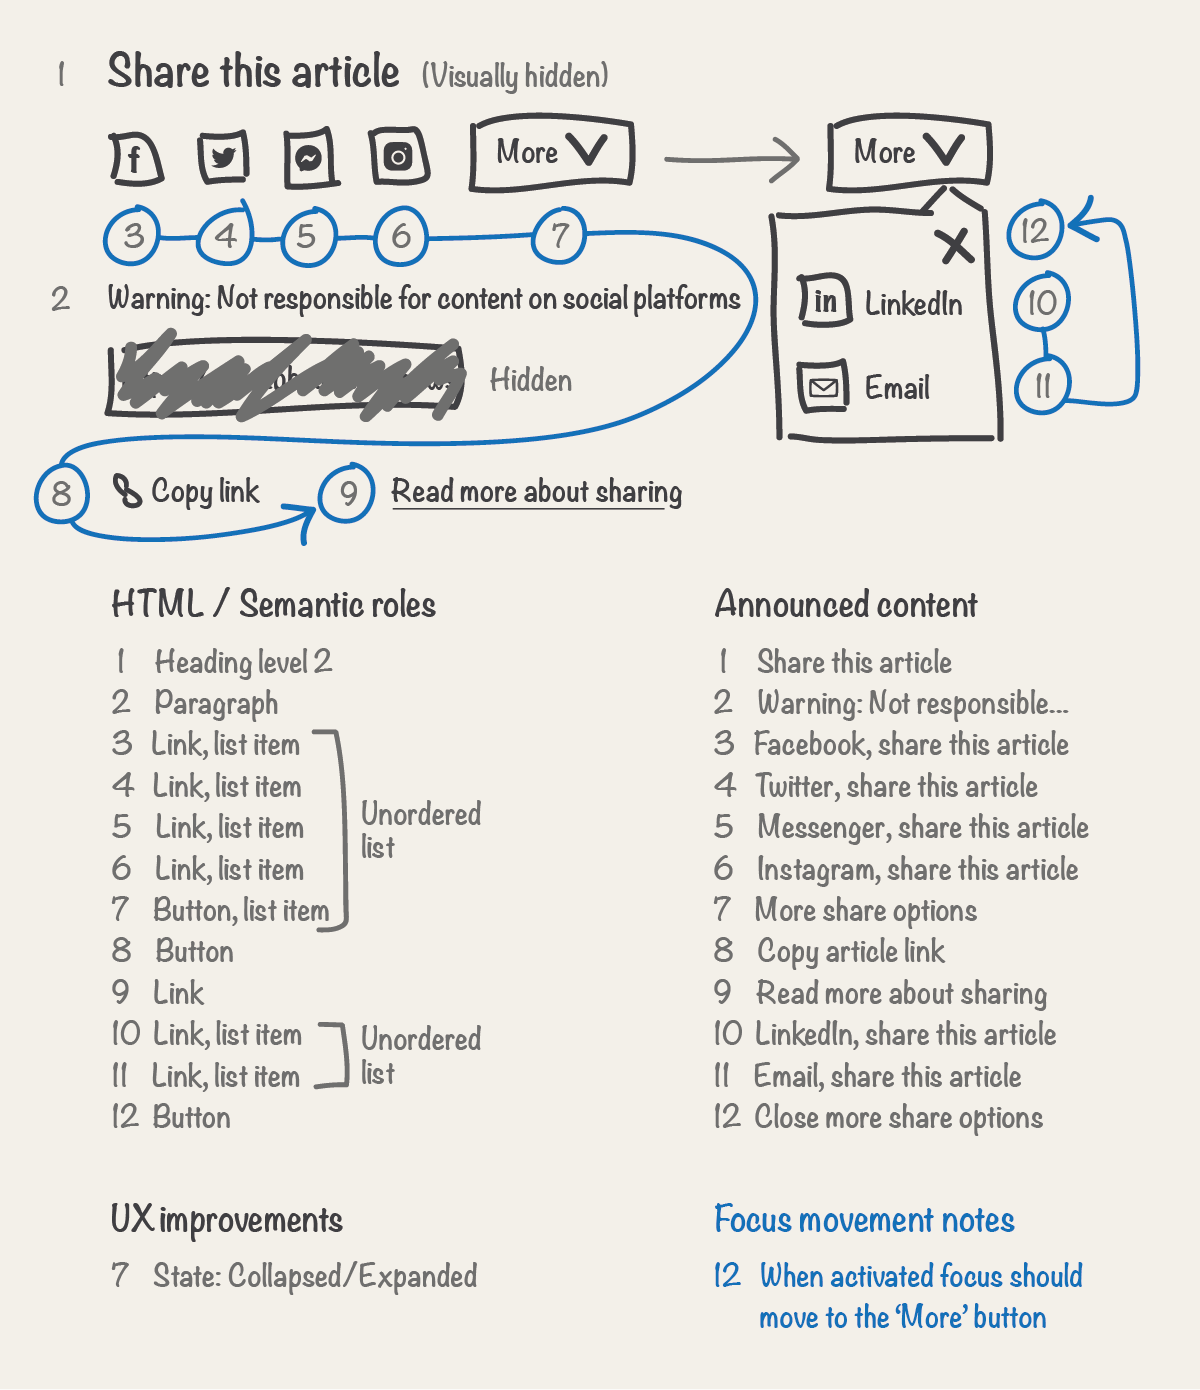 1 Share this article (Visually hidden)
f More More
3 4 5 6 7 12
2 Warning: Not responsible for content on social platforms
in LinkedIn 10
Hidden
Email 11
8 Copy link 9 Read more about sharing
HTML / Semantic roles
1 Heading level 2
2 Paragraph
3 Link, list item
4 Link, list item
5 Link, list item
6 Link, list item
7 Button, list item
Unordered
list
8 Button
9 Link
10 Link, list item
11 Link, list item
Unordered
list
12 Button
Announced content
1 Share this article
2 Warning: Not responsible...
3 Facebook, share this article
4 Twitter, share this article
5 Messenger, share this article
6 Instagram, share this article
7 More share options
8 Copy article link
9 Read more about sharing
10 LinkedIn, share this article
11 Email, share this article
12 Close more share options
UX improvements
7 State: Collapsed/Expanded
Focus movement notes
12 When activated focus should
move to the ‘More’ button